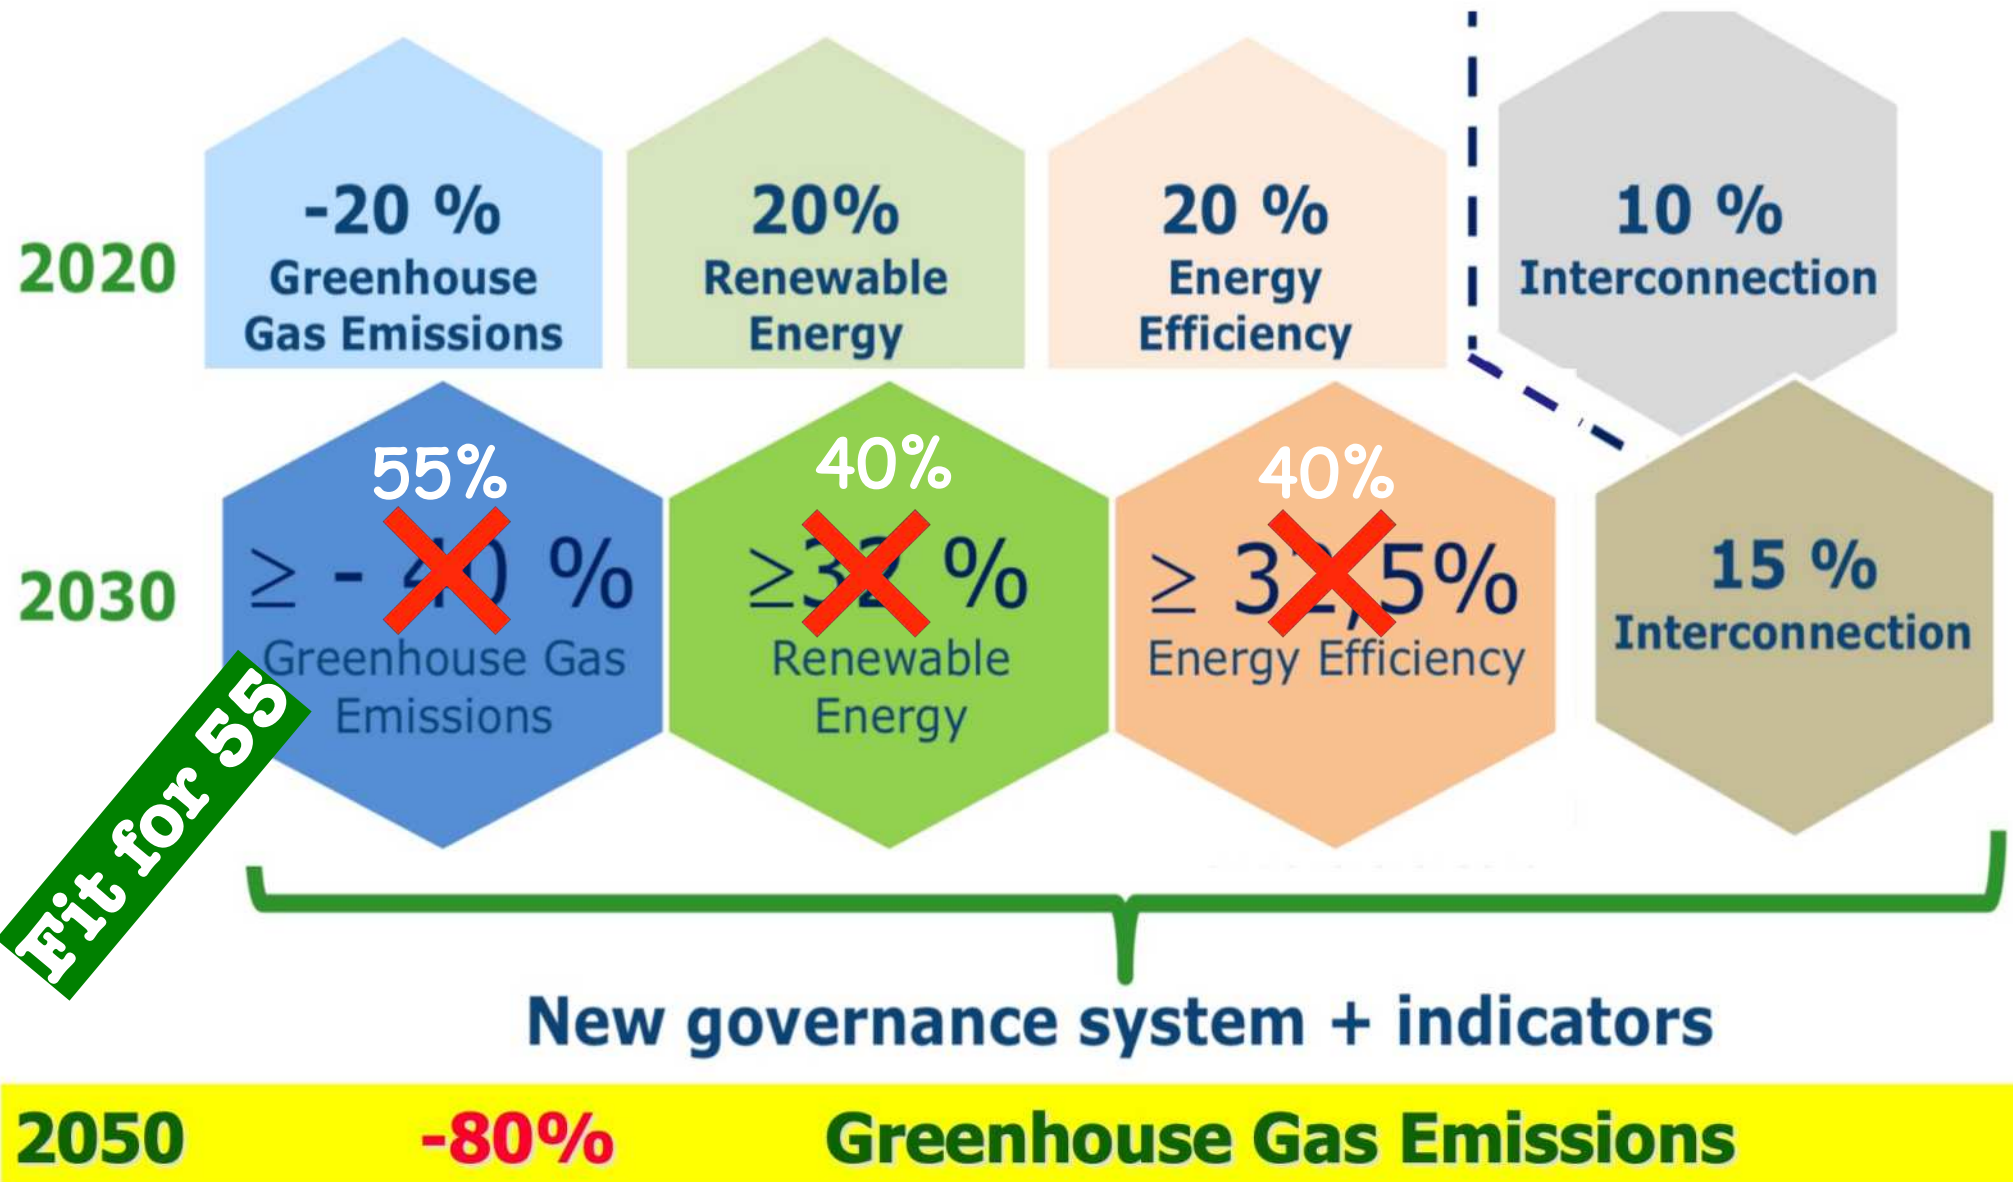 2020
-20 %
Greenhouse
Gas Emissions
20%
Renewable
Energy
20 %
Energy
Efficiency
10 %
Interconnection
2030
55%
≥ - 40 %
Greenhouse Gas
Emissions
40%
≥32 %
Renewable
Energy
40%
≥ 32,5%
Energy Efficiency
15 %
Interconnection
Fit for 55
New governance system + indicators
2050 -80% Greenhouse Gas Emissions